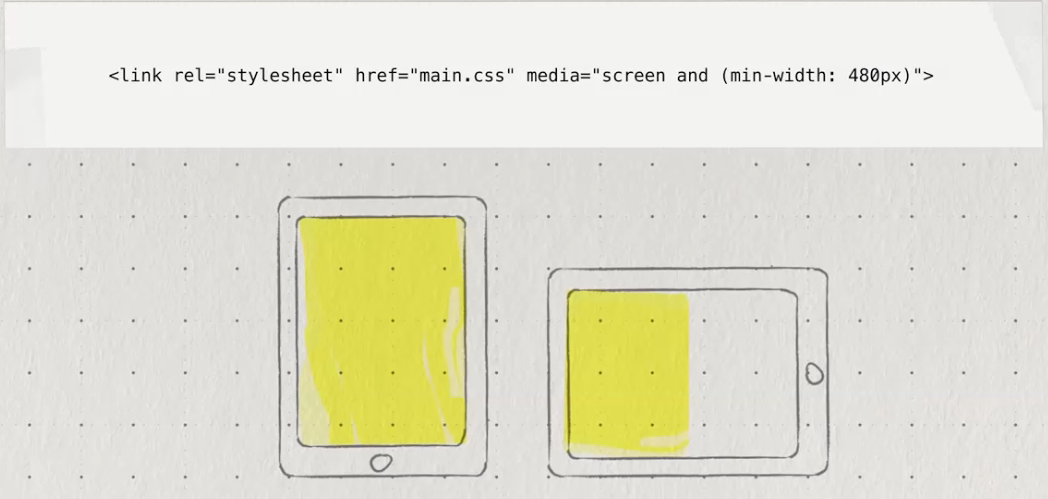 <link rel="stylesheet" href="main.css" media="screen and (min-width: 480px)">